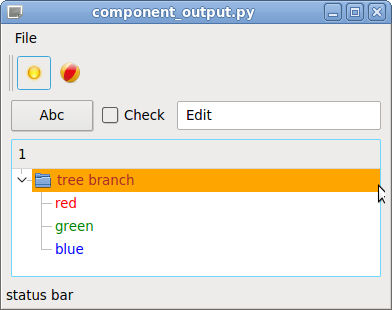 component_output.py
File
Abc Check Edit
1
tree branch
red
green
blue
status bar